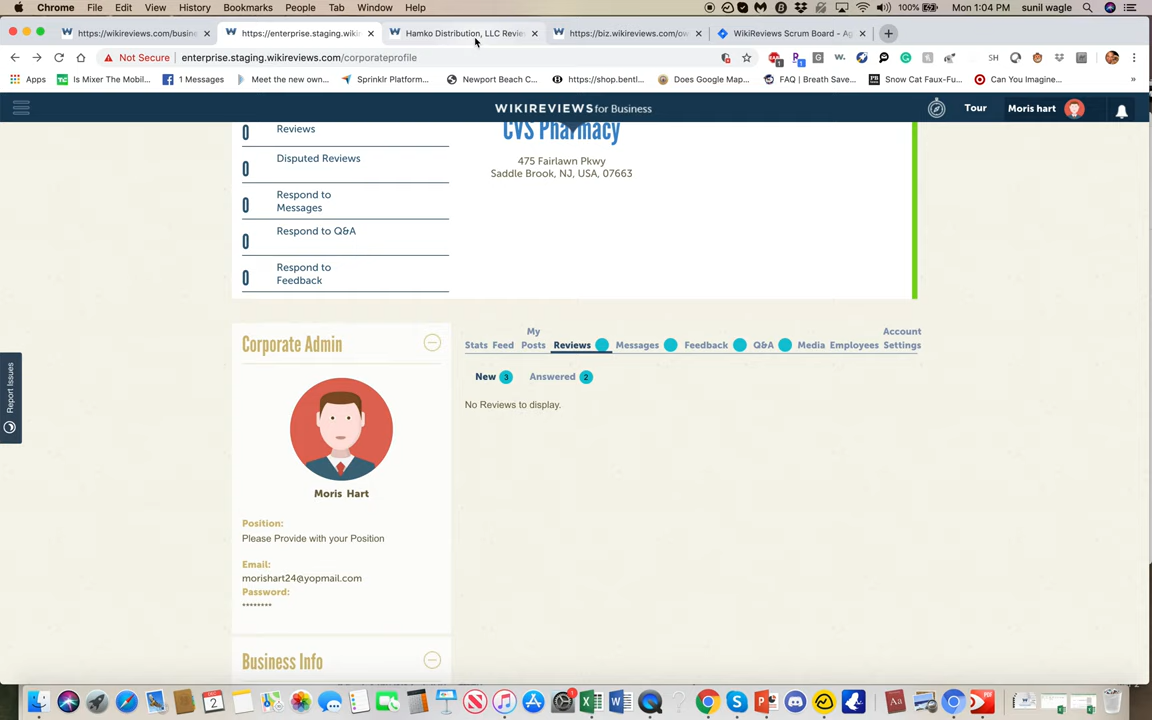 Chrome File Edit View History Bookmarks People Tab Window Help 100% Mon 1:04 PM sunil wagle
https://wikireviews.com/busine
https://enterprise.staging.wiki
Hamko Distribution, LLC Revie
https://biz.wikireviews.com/ow
WikiReviews Scrum Board - Ag
Not Secure enterprise.staging.wikireviews.com/corporateprofile SH
Apps Is Mixer The Mobil... 1 Messages Meet the new own... Sprinklr Platform... Newport Beach C... https://shop.bentl... Does Google Map... FAQ | Breath Save... Snow Cat Faux-Fu... Can You Imagine...
WIKIREVIEWS for Business Tour Moris hart
0 Reviews
0 Disputed Reviews
0 Respond to
Messages
0 Respond to Q&A
0 Respond to
Feedback
CVS Pharmacy
475 Fairlawn Pkwy
Saddle Brook, NJ, USA, 07663
Report Issues
Corporate Admin
Moris Hart
Position:
Please Provide with your Position
Email:
morishart24@yopmail.com
Password:
********
Business Info
Stats Feed My
Posts Reviews Messages Feedback Q&A Media Employees Account
Settings
New 3 Answered 2
No Reviews to display.